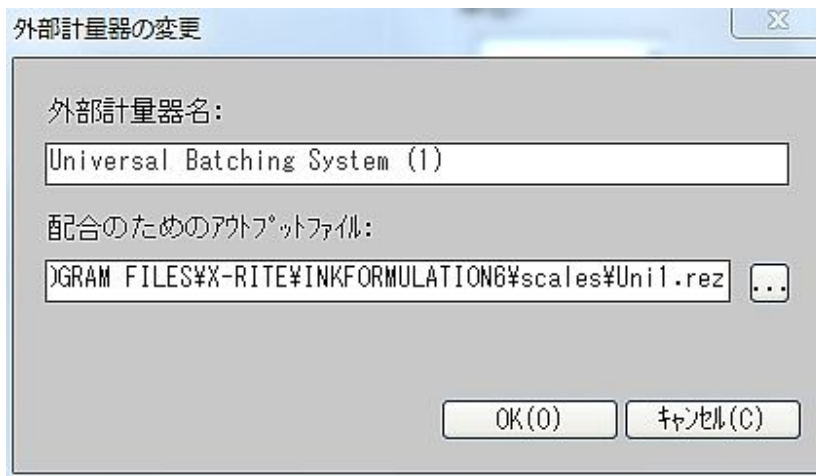 外部計量器の変更
外部計量器名:
Universal Batching System (1)
配合のためのｱｳﾄﾌﾟｯﾄﾌｧｲﾙ:
OGRAM FILES¥X-RITE¥INKFORMULATION6¥scales¥Uni1.rez
...
OK(O)
ｷｬﾝｾﾙ(C)